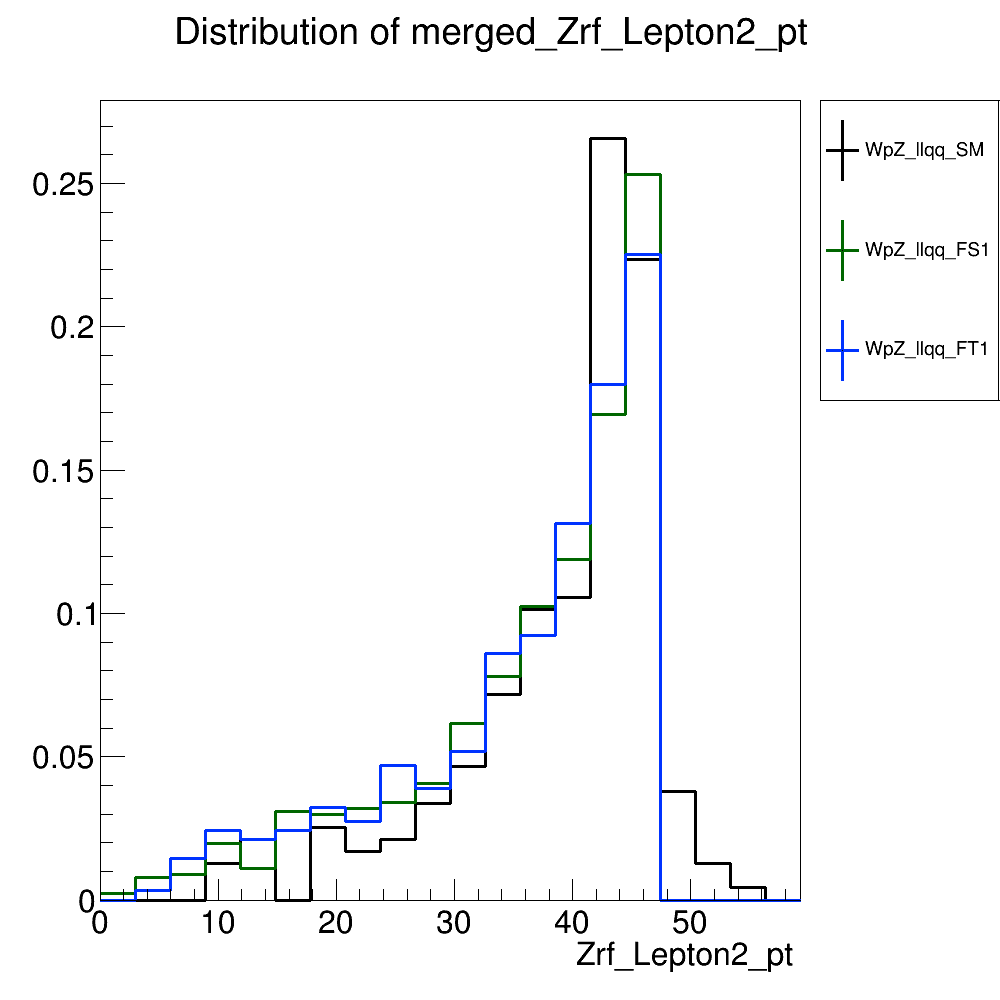 Distribution of merged_Zrf_Lepton2_pt
WpZ_llqq_SM
WpZ_llqq_FS1
WpZ_llqq_FT1
0.25
0.2
0.15
0.1
0.05
0
0 10 20 30 40 50
Zrf_Lepton2_pt